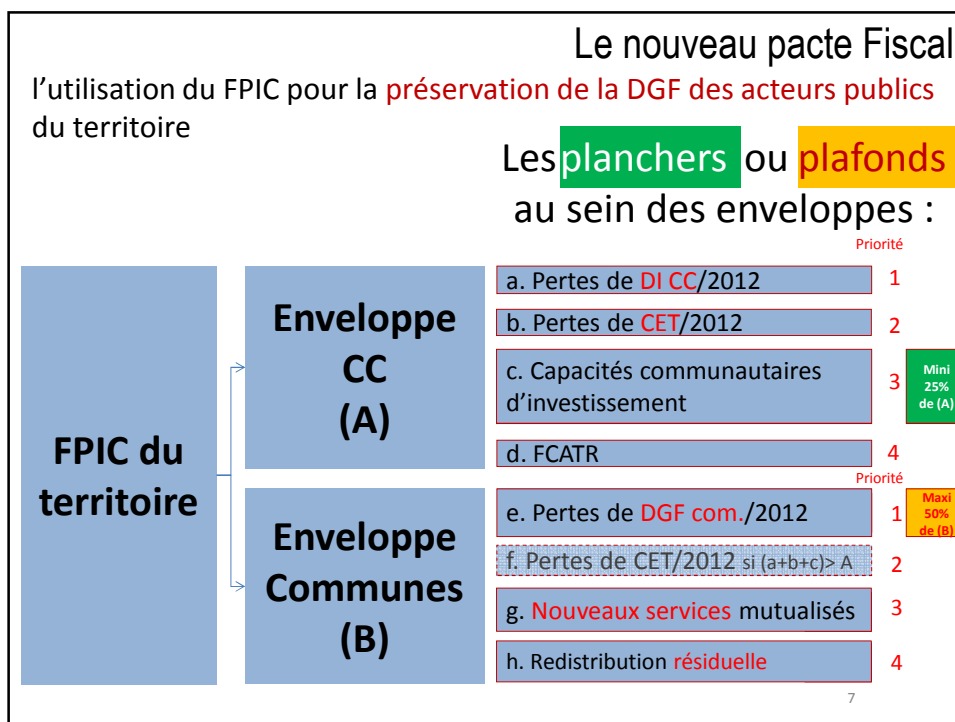 Le nouveau pacte Fiscal
l'utilisation du FPIC pour la préservation de la DGF des acteurs publics
du territoire
Les planchers ou plafonds
au sein des enveloppes :
Priorité
FPIC du
territoire
Enveloppe
CC
(A)
a. Pertes de DI CC/2012
1
b. Pertes de CET/2012
2
c. Capacités communautaires
d'investissement
3
Mini
25%
de (A)
d. FCATR
4
Priorité
Enveloppe
Communes
(B)
e. Pertes de DGF com./2012
1
Maxi
50%
de (B)
f. Pertes de CET/2012 si (a+b+c)> A
2
g. Nouveaux services mutualisés
3
h. Redistribution résiduelle
4
7